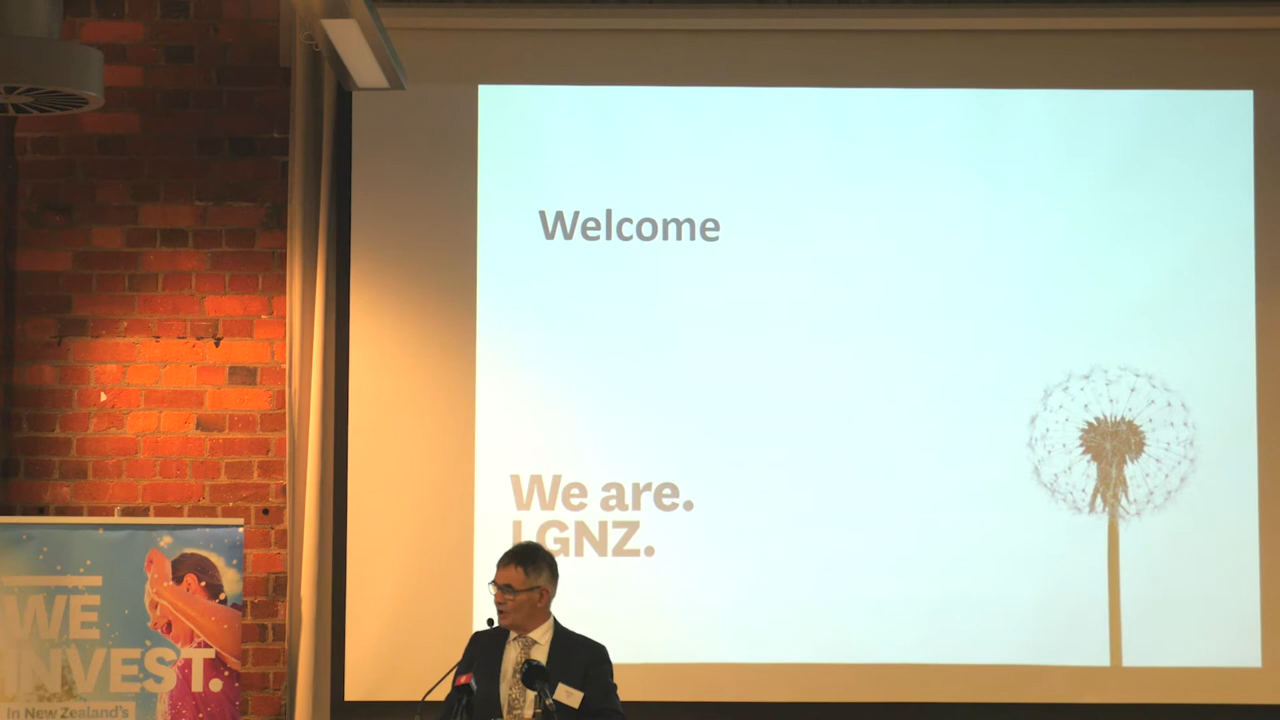 Welcome
We are.
LGNZ.
WE
INVEST.
In New Zealand's